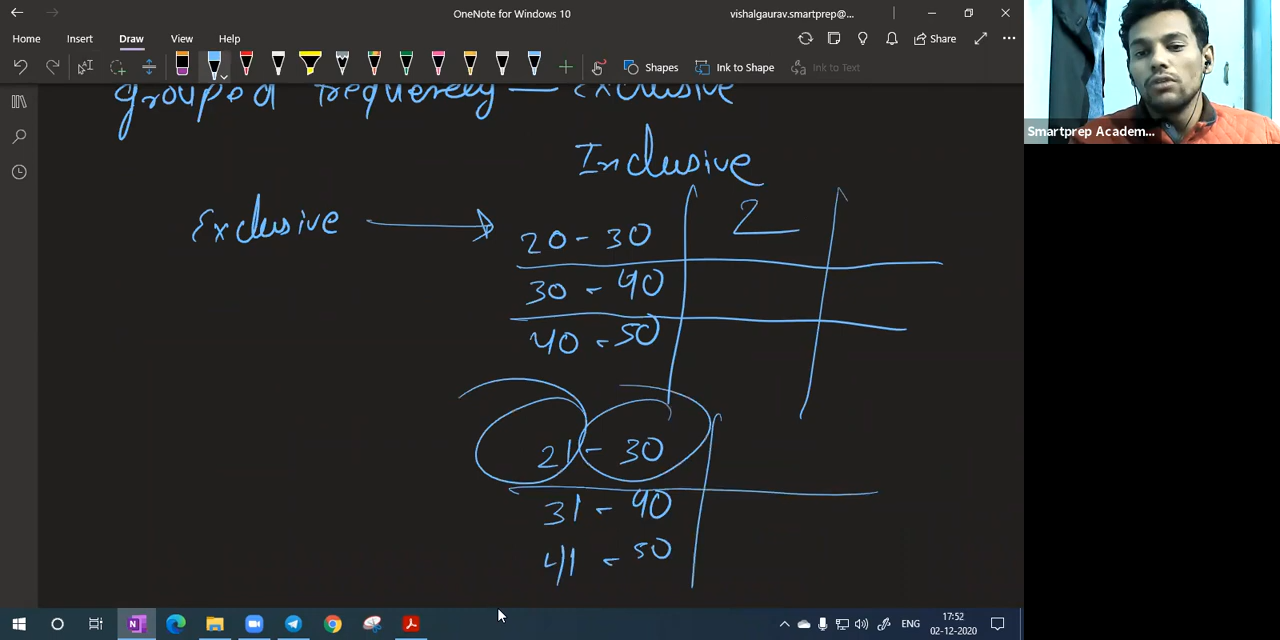 OneNote for Windows 10
vishalgaurav.smartprep@...
Home Insert Draw View Help
Share
Shapes
Ink to Shape
Ink to Text
grouped frequency — Exclusive
Inclusive
Exclusive
20 - 30
2
30 - 40
40 - 50
21 - 30
31 - 40
41 - 50
Smartprep Academ...
ENG
17:52
02-12-2020